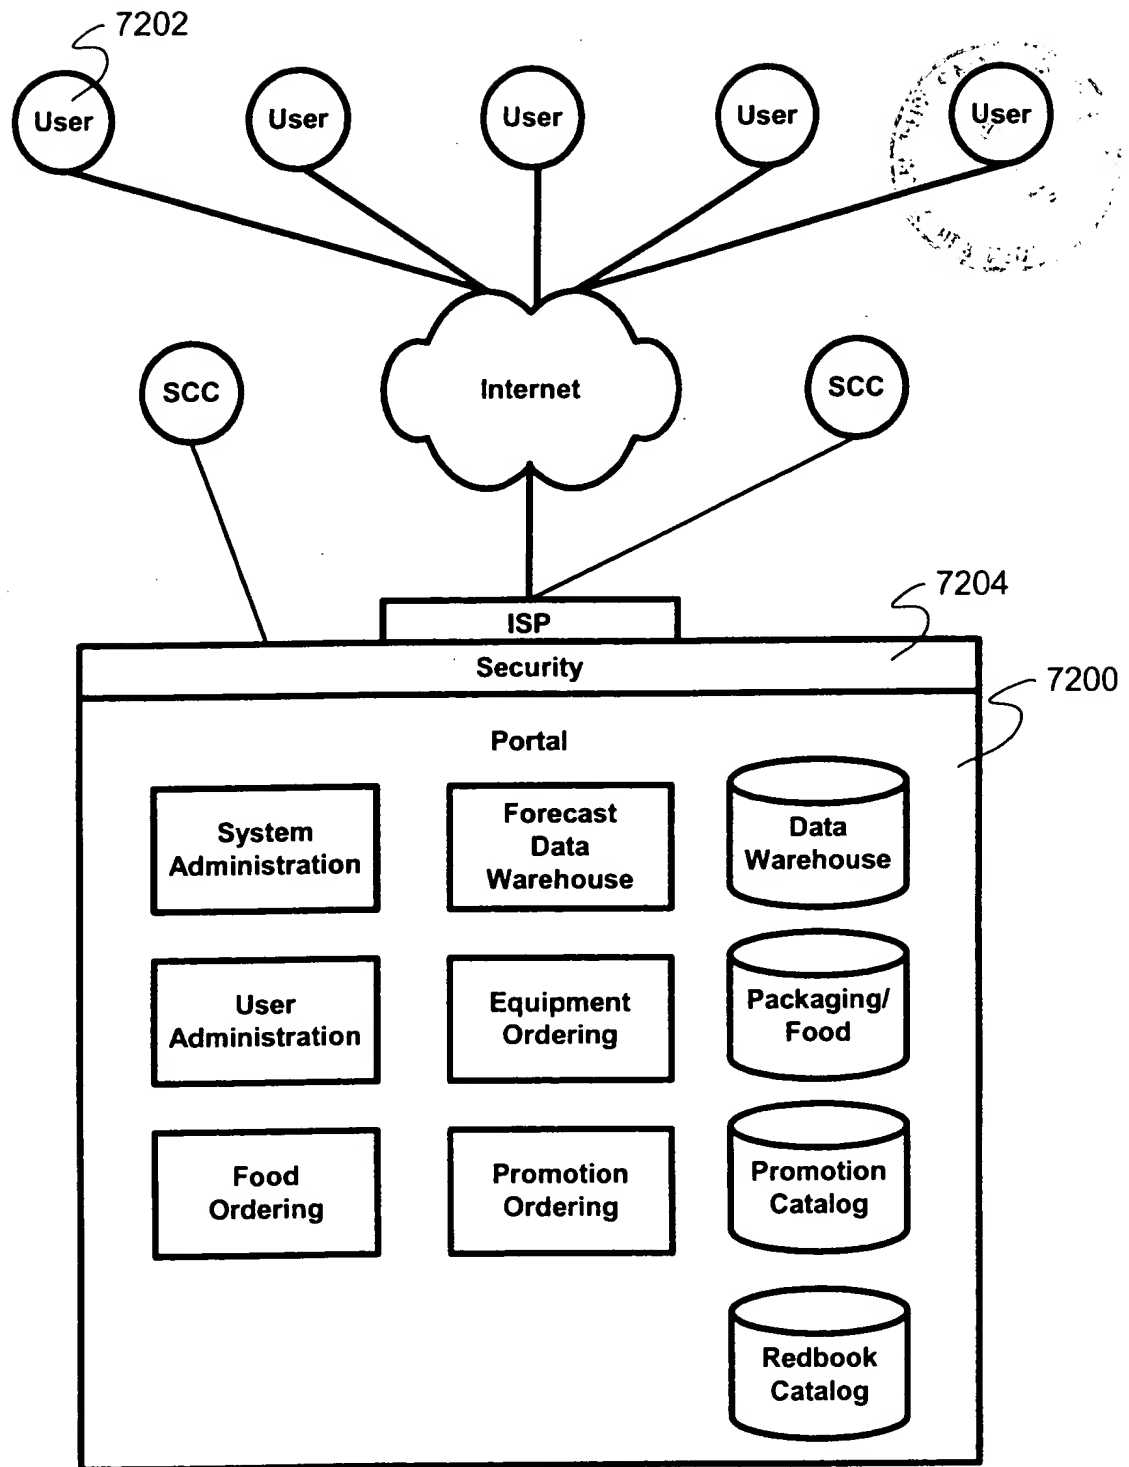 7202
User
User
User
User
User
SCC
Internet
SCC
7204
ISP
Security
7200
Portal
System
Administration
Forecast
Data
Warehouse
Data
Warehouse
User
Administration
Equipment
Ordering
Packaging/
Food
Food
Ordering
Promotion
Ordering
Promotion
Catalog
Redbook
Catalog